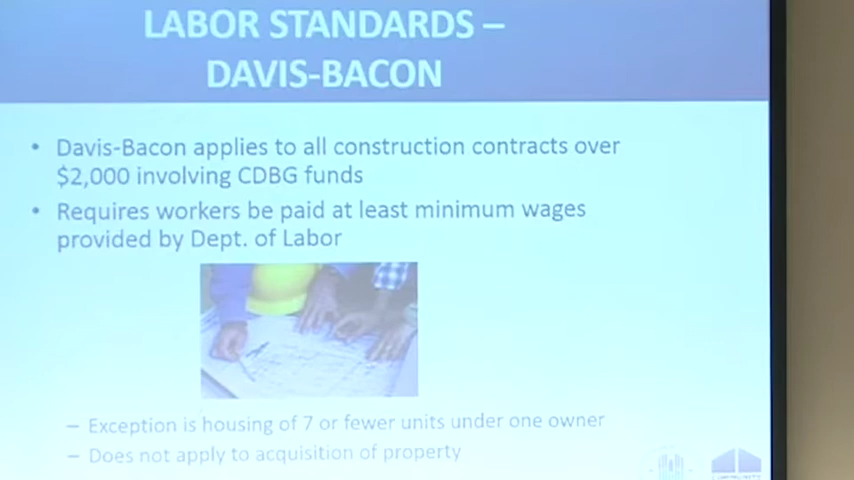 LABOR STANDARDS –
DAVIS-BACON
• Davis-Bacon applies to all construction contracts over
$2,000 involving CDBG funds
• Requires workers be paid at least minimum wages
provided by Dept. of Labor
– Exception is housing of 7 or fewer units under one owner
– Does not apply to acquisition of property